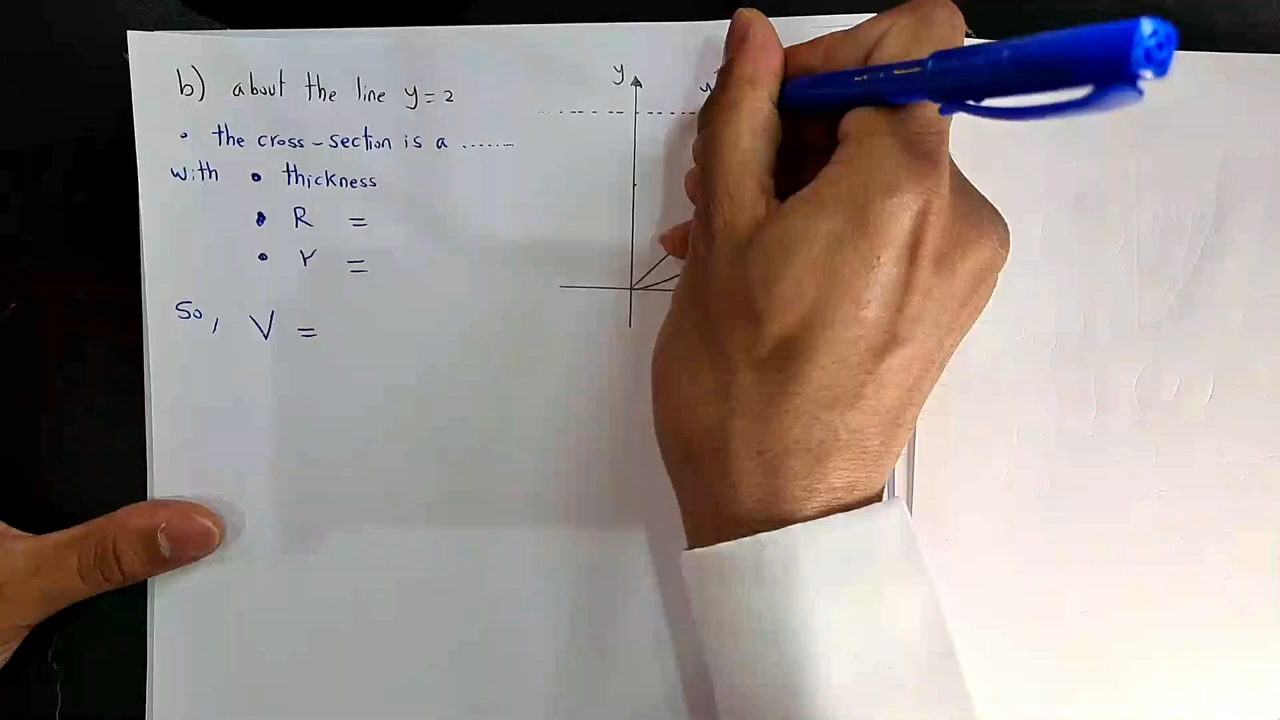 b) about the line y = 2
• the cross-section is a .......
with • thickness
• R =
• r =
So, V =
y